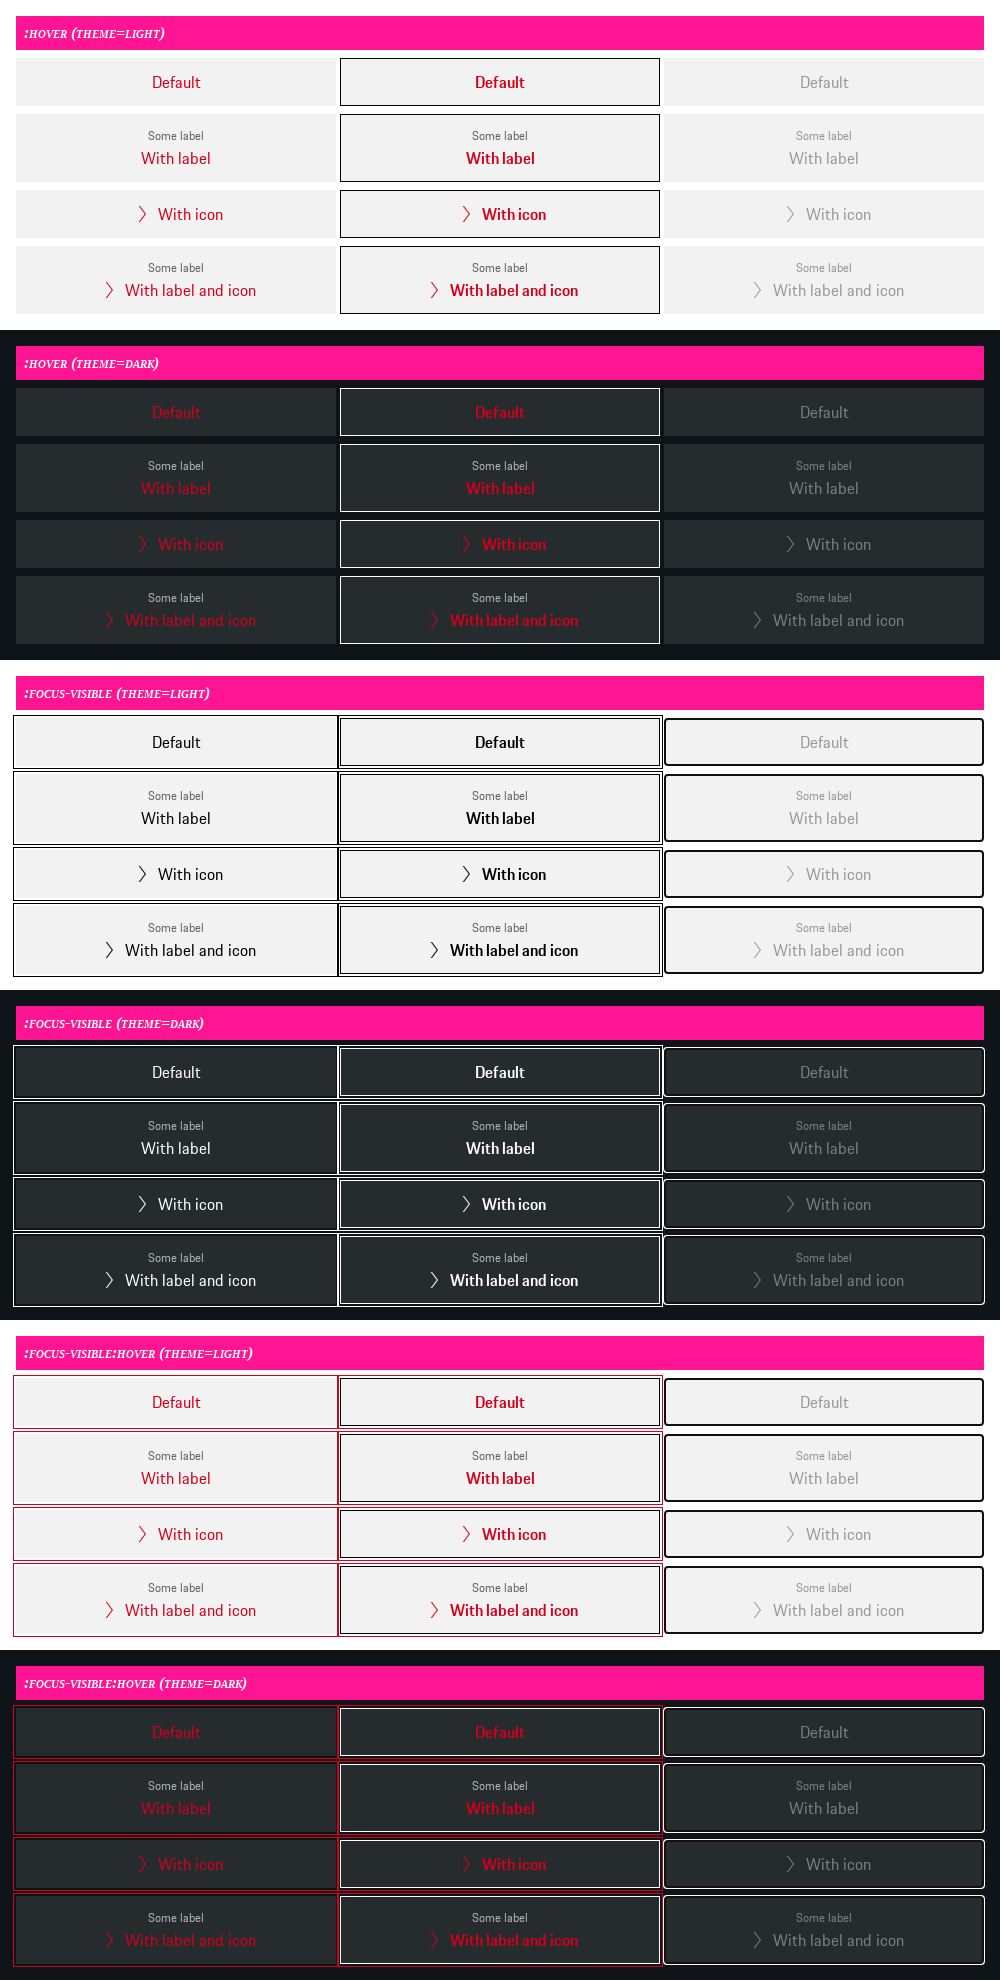 :HOVER (THEME=LIGHT)
Default Default Default
Some label Some label Some label
With label With label With label
With icon With icon With icon
Some label Some label Some label
With label and icon With label and icon With label and icon
:HOVER (THEME=DARK)
Default Default Default
Some label Some label Some label
With label With label With label
With icon With icon With icon
Some label Some label Some label
With label and icon With label and icon With label and icon
:FOCUS-VISIBLE (THEME=LIGHT)
Default Default Default
Some label Some label Some label
With label With label With label
With icon With icon With icon
Some label Some label Some label
With label and icon With label and icon With label and icon
:FOCUS-VISIBLE (THEME=DARK)
Default Default Default
Some label Some label Some label
With label With label With label
With icon With icon With icon
Some label Some label Some label
With label and icon With label and icon With label and icon
:FOCUS-VISIBLE:HOVER (THEME=LIGHT)
Default Default Default
Some label Some label Some label
With label With label With label
With icon With icon With icon
Some label Some label Some label
With label and icon With label and icon With label and icon
:FOCUS-VISIBLE:HOVER (THEME=DARK)
Default Default Default
Some label Some label Some label
With label With label With label
With icon With icon With icon
Some label Some label Some label
With label and icon With label and icon With label and icon